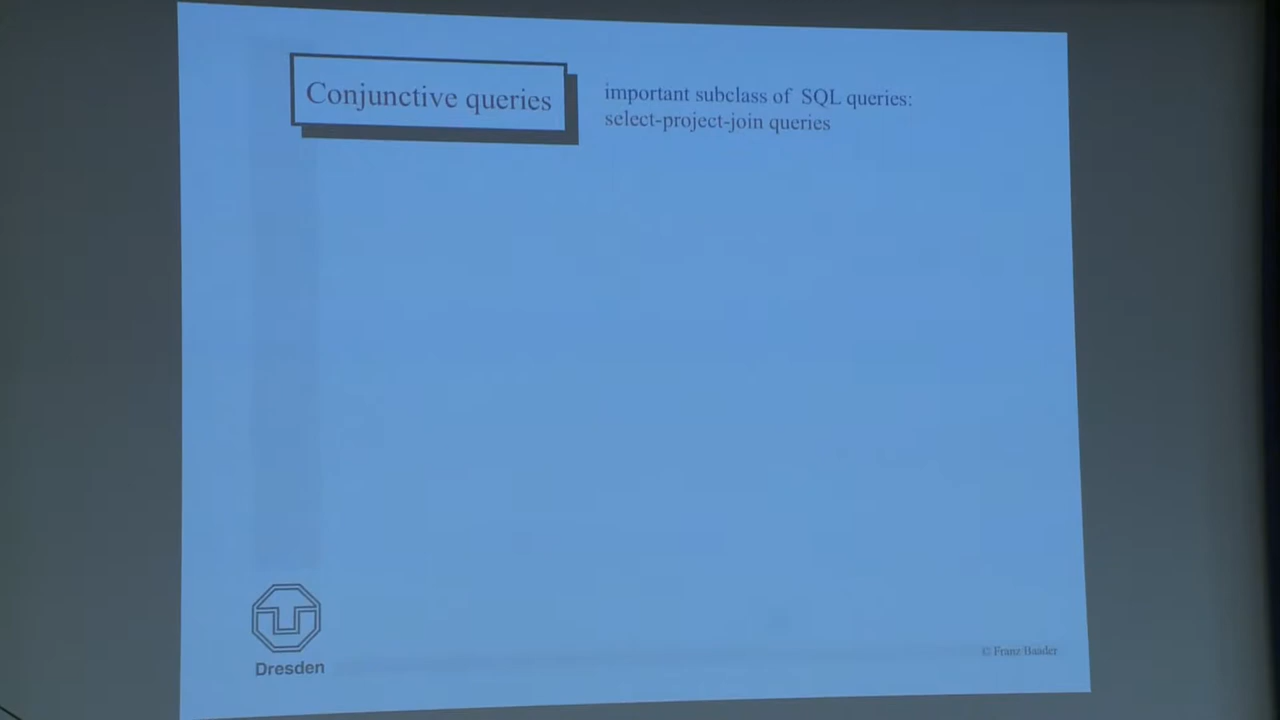 Conjunctive queries
important subclass of SQL queries:
select-project-join queries
Dresden
© Franz Baader